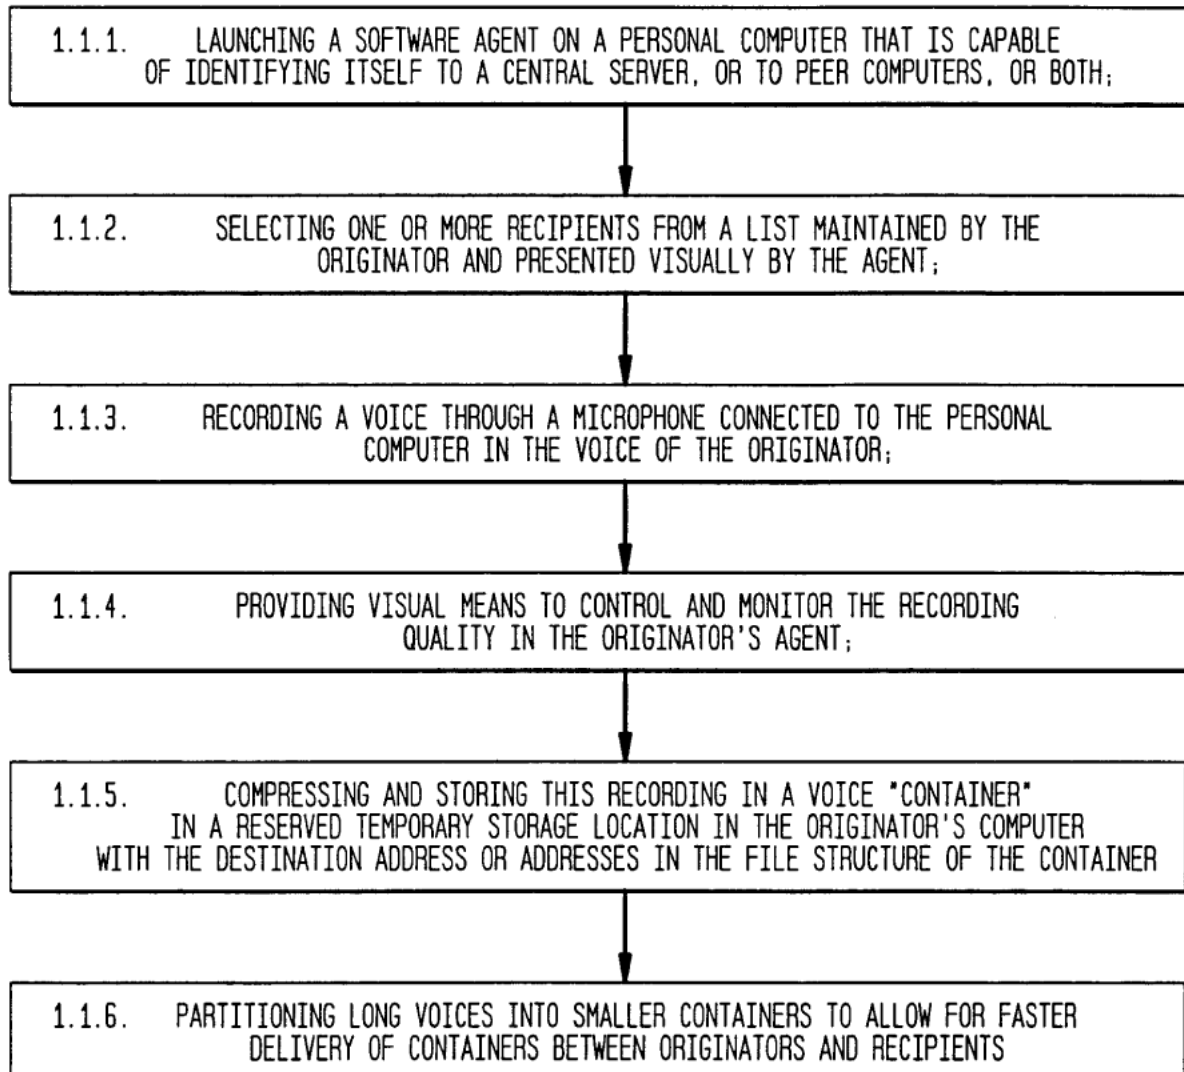 1.1.1. LAUNCHING A SOFTWARE AGENT ON A PERSONAL COMPUTER THAT IS CAPABLE
OF IDENTIFYING ITSELF TO A CENTRAL SERVER, OR TO PEER COMPUTERS, OR BOTH;
1.1.2. SELECTING ONE OR MORE RECIPIENTS FROM A LIST MAINTAINED BY THE
ORIGINATOR AND PRESENTED VISUALLY BY THE AGENT;
1.1.3. RECORDING A VOICE THROUGH A MICROPHONE CONNECTED TO THE PERSONAL
COMPUTER IN THE VOICE OF THE ORIGINATOR;
1.1.4. PROVIDING VISUAL MEANS TO CONTROL AND MONITOR THE RECORDING
QUALITY IN THE ORIGINATOR'S AGENT;
1.1.5. COMPRESSING AND STORING THIS RECORDING IN A VOICE "CONTAINER"
IN A RESERVED TEMPORARY STORAGE LOCATION IN THE ORIGINATOR'S COMPUTER
WITH THE DESTINATION ADDRESS OR ADDRESSES IN THE FILE STRUCTURE OF THE CONTAINER
1.1.6. PARTITIONING LONG VOICES INTO SMALLER CONTAINERS TO ALLOW FOR FASTER
DELIVERY OF CONTAINERS BETWEEN ORIGINATORS AND RECIPIENTS